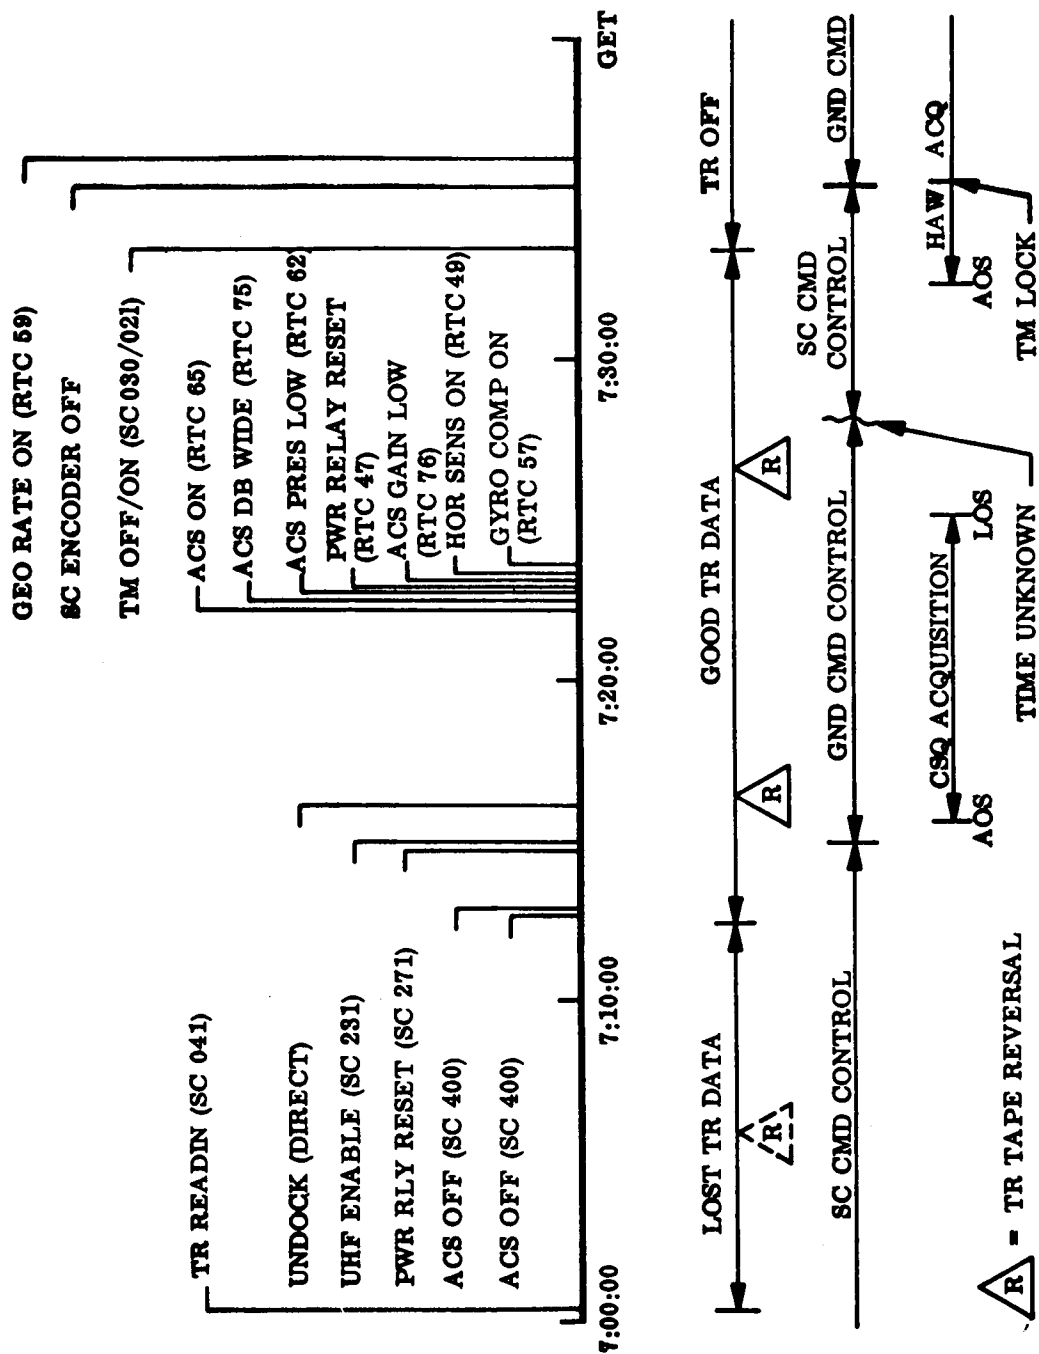 GEO RATE ON (RTC 59)
SC ENCODER OFF
TM OFF/ON (SC 030/021)
TR READIN (SC 041)
ACS ON (RTC 65)
ACS DB WIDE (RTC 75)
UNDOCK (DIRECT)
ACS PRES LOW (RTC 62)
UHF ENABLE (SC 231)
PWR RELAY RESET
(RTC 47)
PWR RLY RESET (SC 271)
ACS GAIN LOW
(RTC 76)
ACS OFF (SC 400)
HOR SENS ON (RTC 49)
ACS OFF (SC 400)
GYRO COMP ON
(RTC 57)
7:00:00
7:10:00
7:20:00
7:30:00
GET
LOST TR DATA
GOOD TR DATA
TR OFF
R
R
R
SC CMD CONTROL
GND CMD CONTROL
SC CMD
CONTROL
GND CMD
CSQ ACQUISITION
HAW ACQ
AOS
LOS
AOS
TIME UNKNOWN
TM LOCK
R = TR TAPE REVERSAL